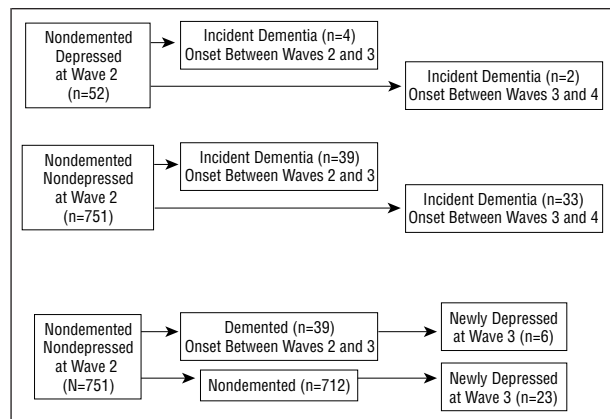 Nondemented
Depressed
at Wave 2
(n=52)
Incident Dementia (n=4)
Onset Between Waves 2 and 3
Incident Dementia (n=2)
Onset Between Waves 3 and 4
Nondemented
Nondepressed
at Wave 2
(n=751)
Incident Dementia (n=39)
Onset Between Waves 2 and 3
Incident Dementia (n=33)
Onset Between Waves 3 and 4
Nondemented
Nondepressed
at Wave 2
(N=751)
Demented (n=39)
Onset Between Waves 2 and 3
Newly Depressed
at Wave 3 (n=6)
Nondemented (n=712)
Newly Depressed
at Wave 3 (n=23)